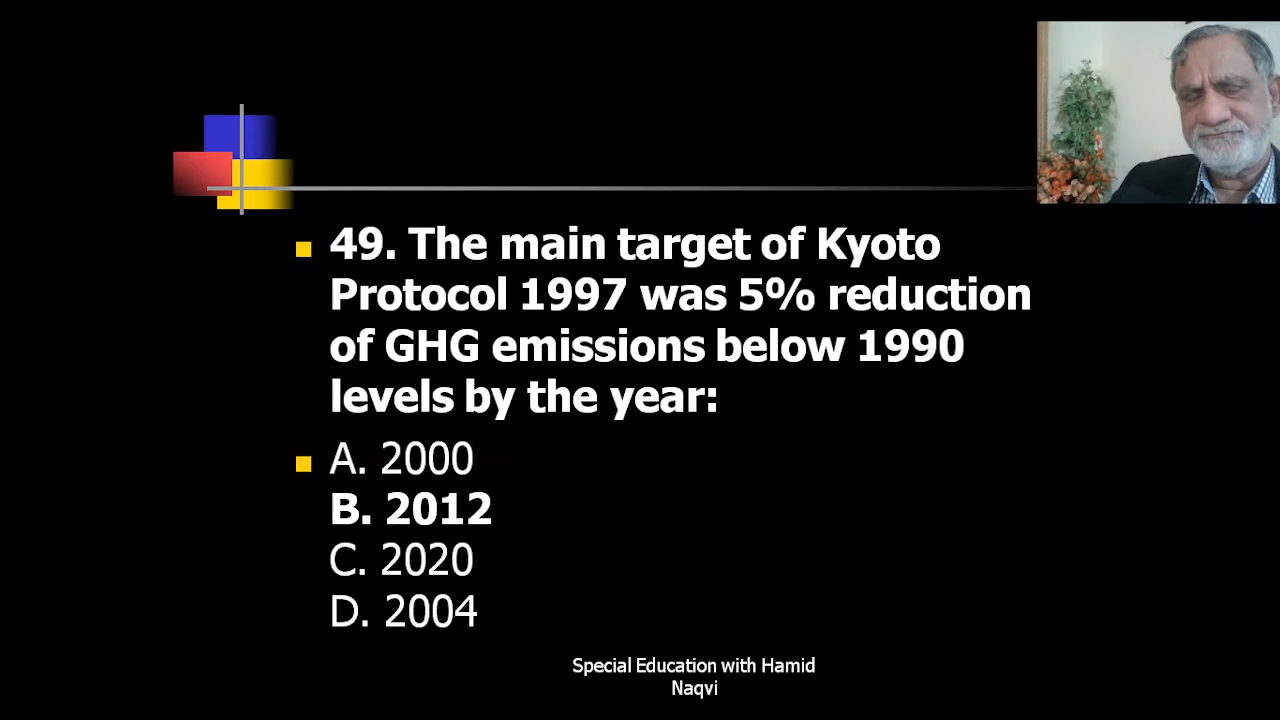 49. The main target of Kyoto
Protocol 1997 was 5% reduction
of GHG emissions below 1990
levels by the year:
A. 2000
B. 2012
C. 2020
D. 2004
Special Education with Hamid
Naqvi